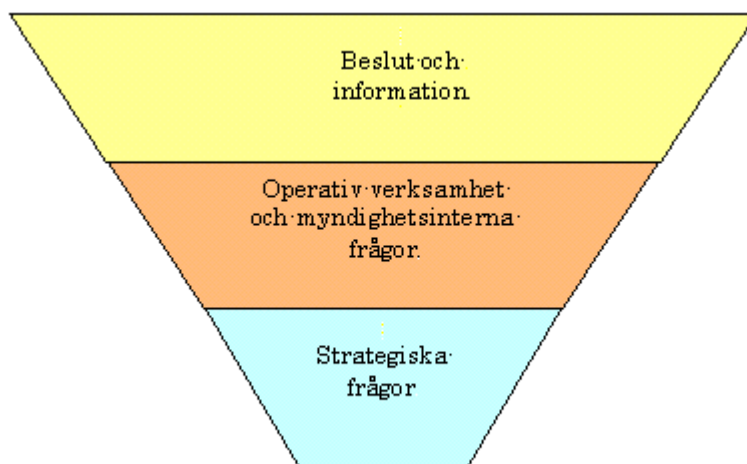 Beslut·och·
information.
Operativ·verksamhet·
och·myndighetsinterna·
frågor.
Strategiska·
frågor